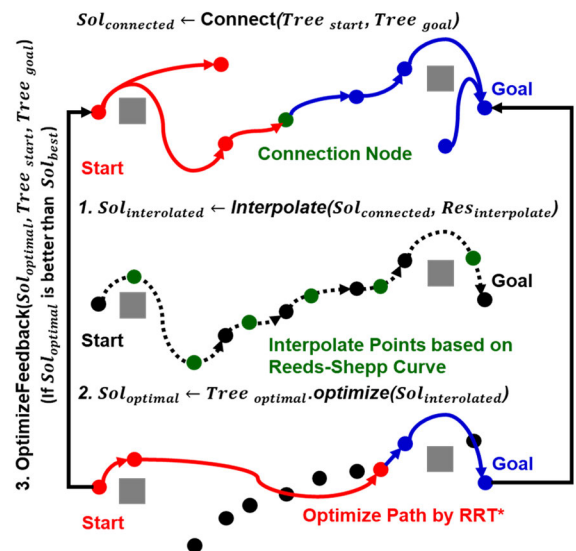 Sol_connected ← Connect(Tree_start, Tree_goal)
Goal
Start
Connection Node
1. Sol_interolated ← Interpolate(Sol_connected, Res_interpolate)
Goal
Start
Interpolate Points based on
Reeds-Shepp Curve
2. Sol_optimal ← Tree_optimal.optimize(Sol_interolated)
Goal
Start
Optimize Path by RRT*
3. OptimizeFeedback(Sol_optimal, Tree_start, Tree_goal)
(If Sol_optimal is better than Sol_best)